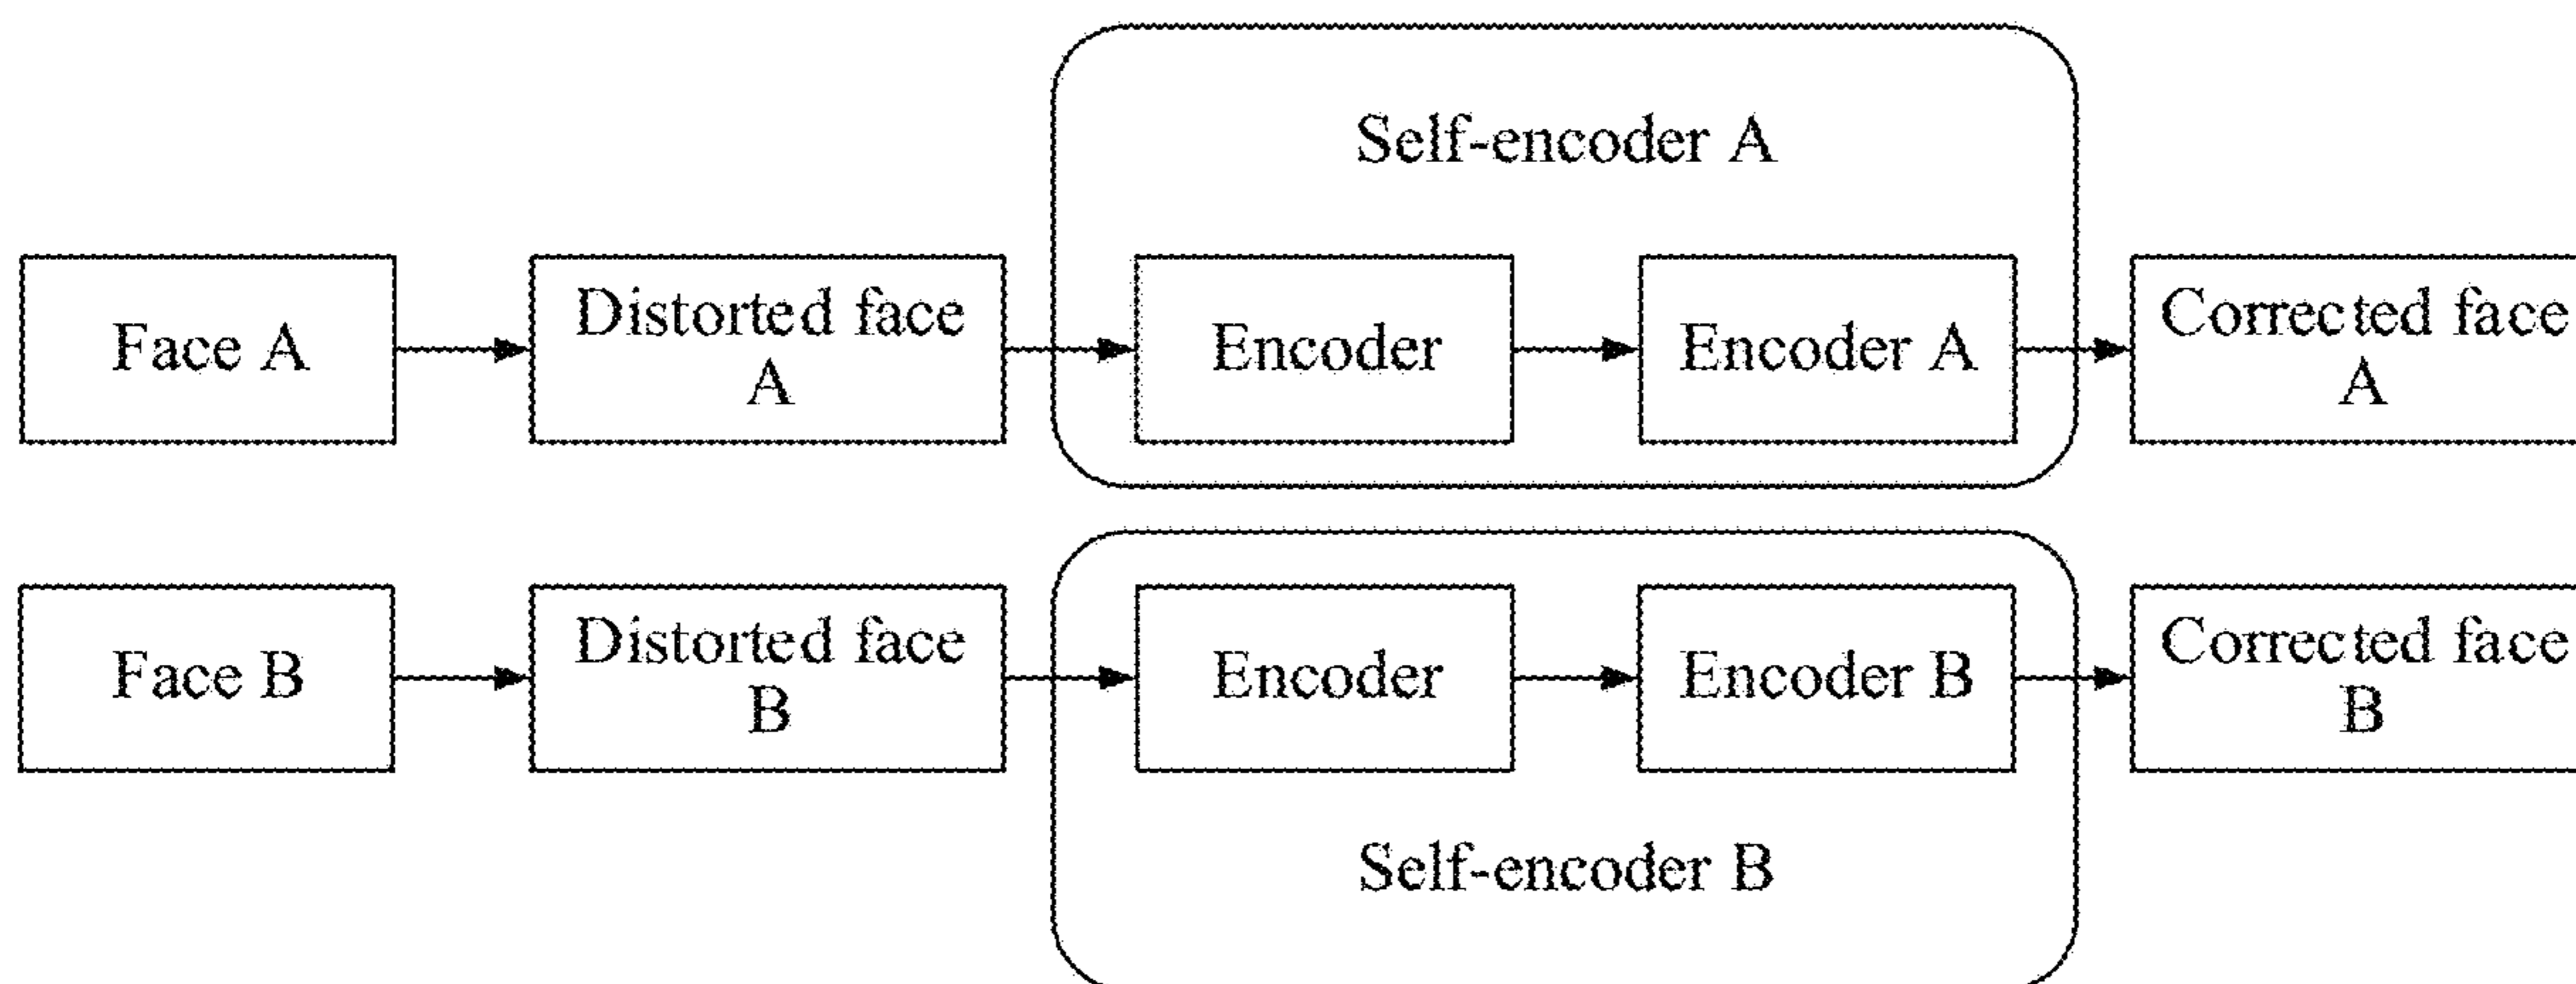 Self-encoder A
Face A
Distorted face
A
Encoder
Encoder A
Corrected face
A
Face B
Distorted face
B
Encoder
Encoder B
Corrected face
B
Self-encoder B